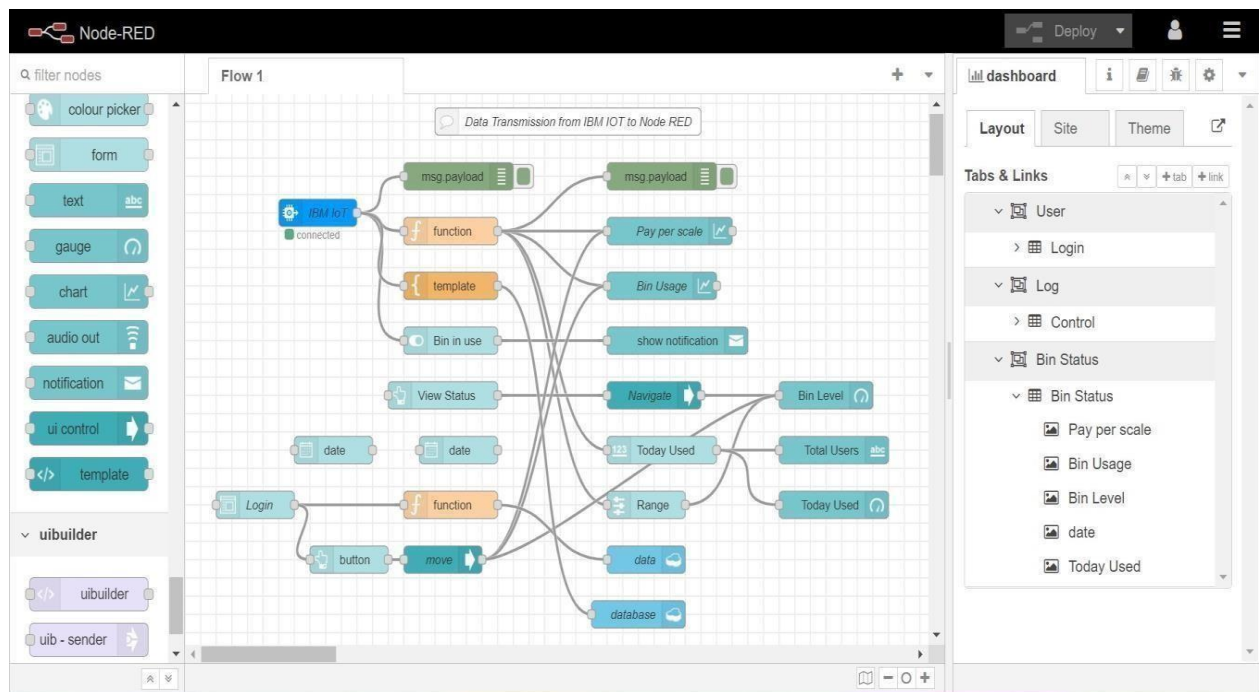 Node-RED
Deploy
filter nodes
colour picker
form
text
abc
gauge
chart
audio out
notification
ui control
template
uibuilder
uibuilder
uib - sender
Flow 1
Data Transmission from IBM IOT to Node RED
msg.payload
msg.payload
IBM IoT
connected
function
Pay per scale
template
Bin Usage
Bin in use
show notification
View Status
Navigate
Bin Level
date
date
123
Today Used
Total Users
abc
Login
function
Range
Today Used
button
move
data
database
dashboard
i
Layout
Site
Theme
Tabs & Links
+ tab
+ link
User
Login
Log
Control
Bin Status
Bin Status
Pay per scale
Bin Usage
Bin Level
date
Today Used